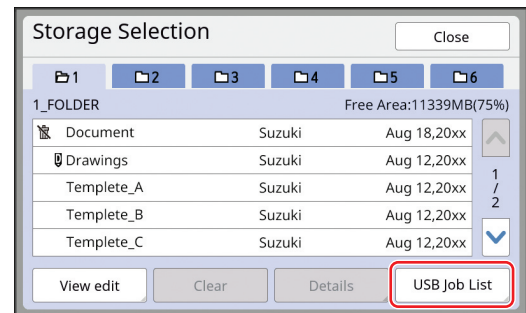 Storage Selection
Close
1 2 3 4 5 6
1_FOLDER Free Area:11339MB(75%)
Document Suzuki Aug 18,20xx
Drawings Suzuki Aug 12,20xx
Templete_A Suzuki Aug 12,20xx
Templete_B Suzuki Aug 12,20xx
Templete_C Suzuki Aug 12,20xx
1
/
2
View edit Clear Details USB Job List